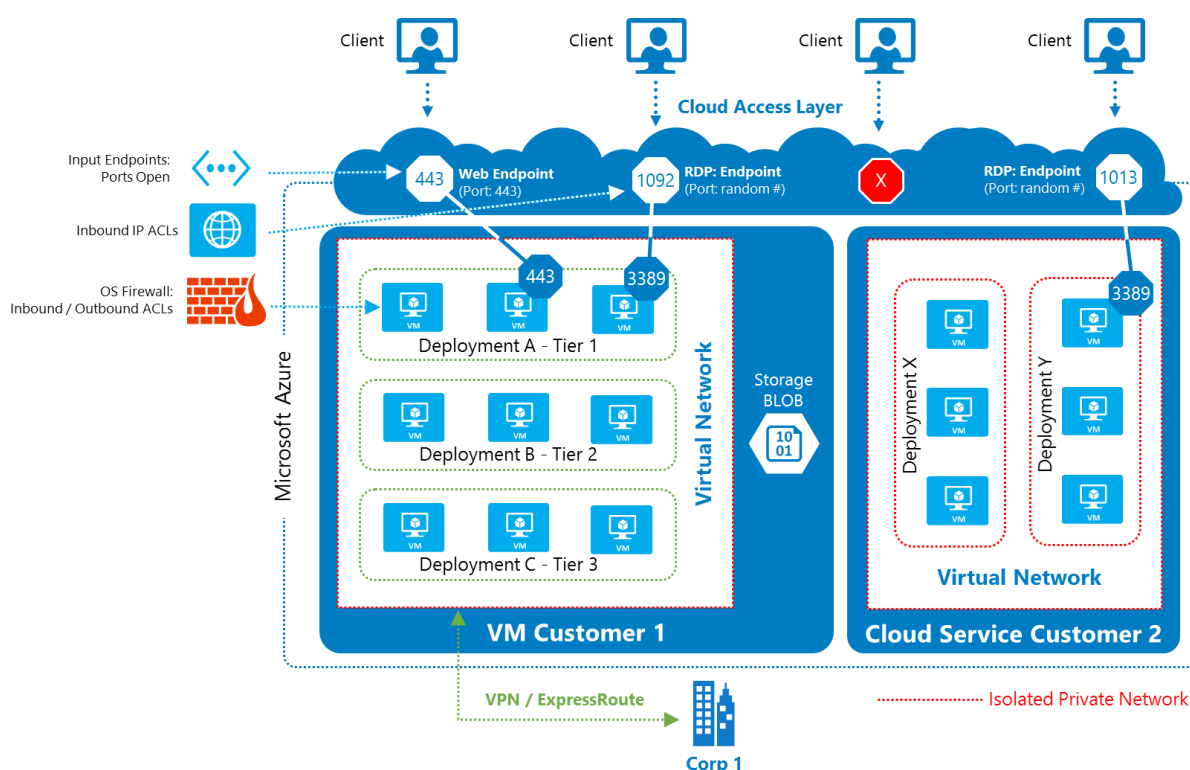 Client
Client
Client
Client
Cloud Access Layer
Input Endpoints:
Ports Open
443
Web Endpoint
(Port: 443)
1092
RDP: Endpoint
(Port: random #)
X
RDP: Endpoint
(Port: random #)
1013
Inbound IP ACLs
OS Firewall:
Inbound / Outbound ACLs
Microsoft Azure
443
3389
VM
VM
VM
Deployment A - Tier 1
VM
VM
VM
Deployment B - Tier 2
VM
VM
VM
Deployment C - Tier 3
Virtual Network
Storage
BLOB
10
01
VM Customer 1
3389
Deployment X
VM
VM
VM
Deployment Y
VM
VM
VM
Virtual Network
Cloud Service Customer 2
VPN / ExpressRoute
Isolated Private Network
Corp 1